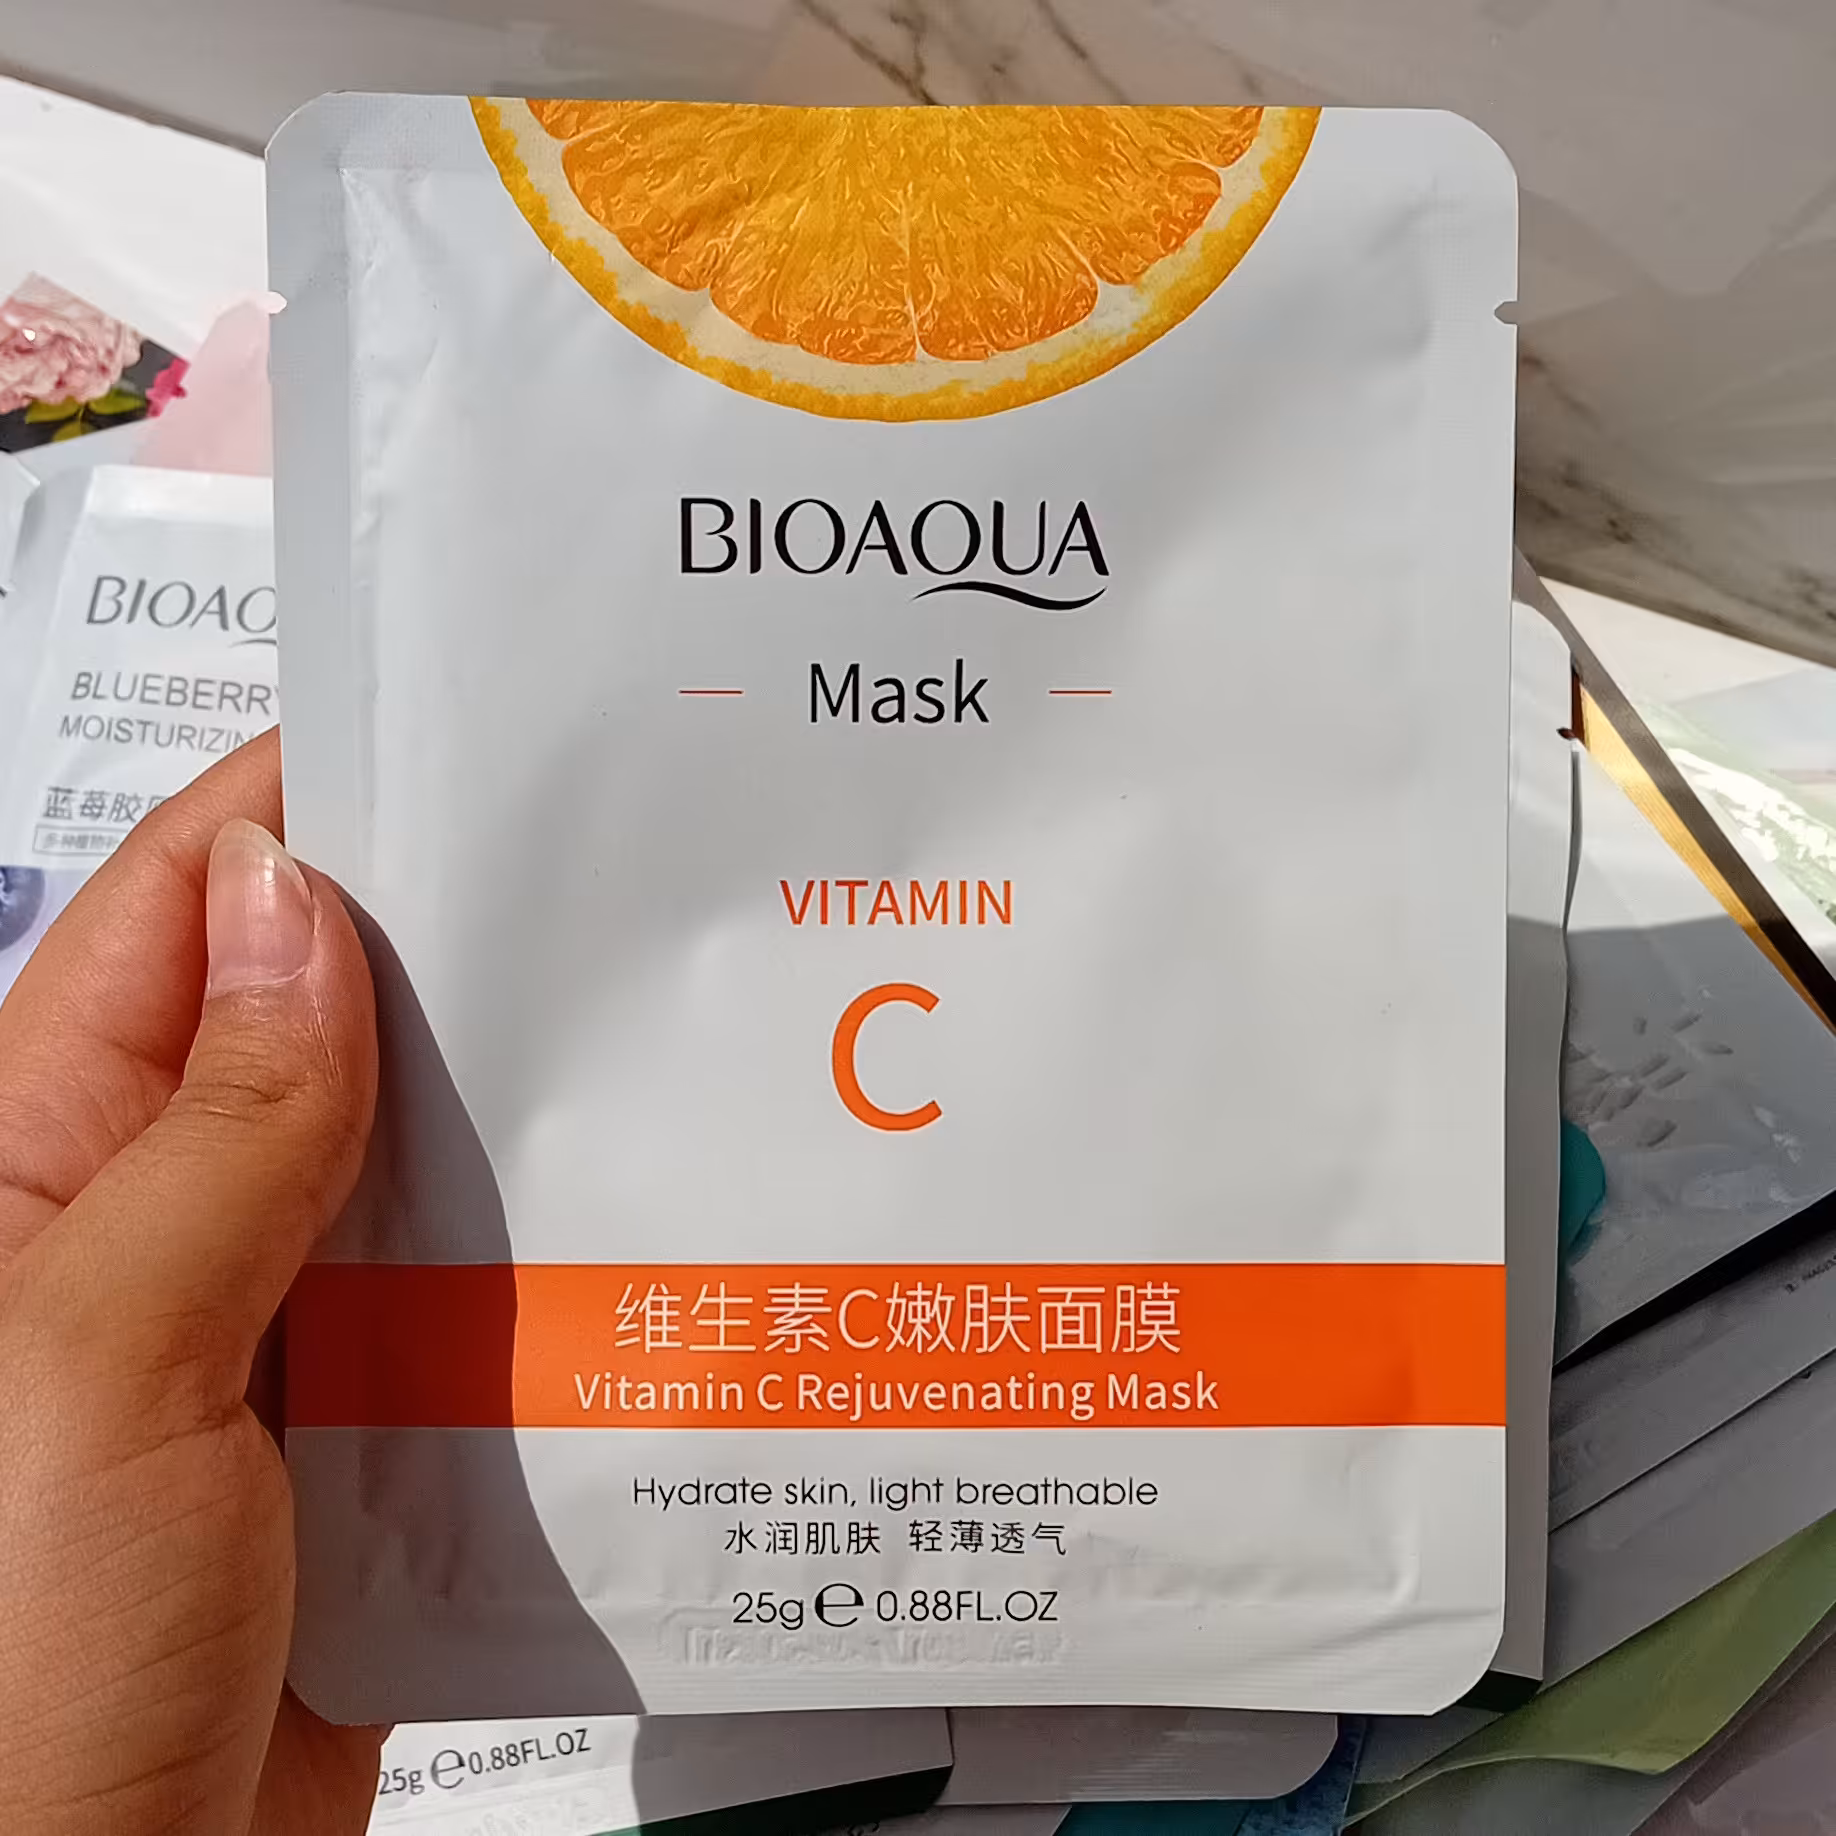 BIOAQUA
Mask
VITAMIN
C
维生素C嫩肤面膜
Vitamin C Rejuvenating Mask
Hydrate skin, light breathable
水润肌肤 轻薄透气
25g ℮ 0.88FL.OZ
BIOAQ
BLUEBERRY
MOISTURIZIN
蓝莓胶原
25g ℮ 0.88FL.OZ